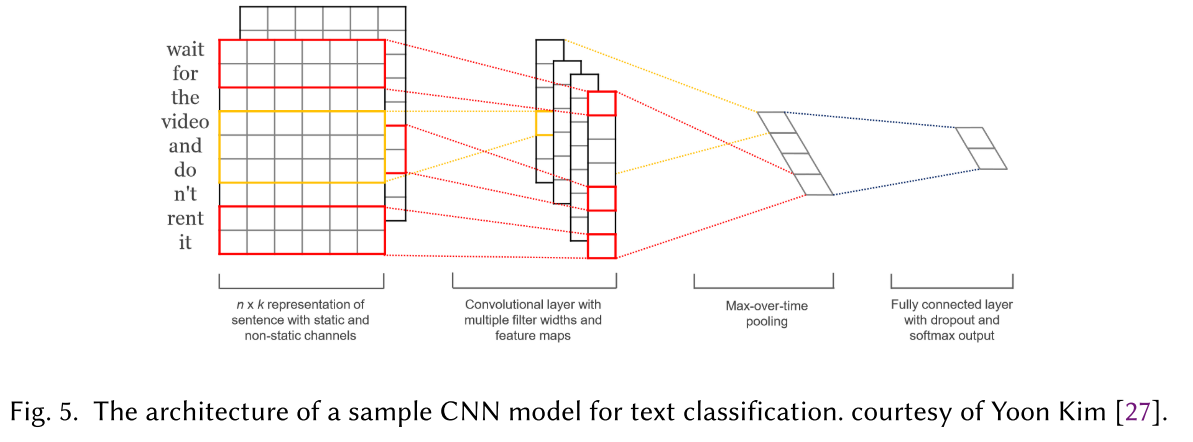 wait
for
the
video
and
do
n't
rent
it
n x k representation of
sentence with static and
non-static channels
Convolutional layer with
multiple filter widths and
feature maps
Max-over-time
pooling
Fully connected layer
with dropout and
softmax output
Fig. 5. The architecture of a sample CNN model for text classification. courtesy of Yoon Kim [27].